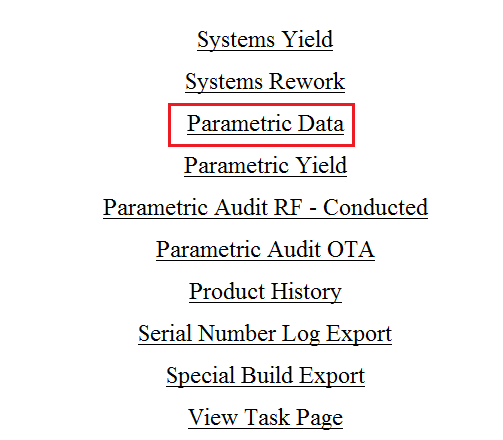 Systems Yield
Systems Rework
Parametric Data
Parametric Yield
Parametric Audit RF - Conducted
Parametric Audit OTA
Product History
Serial Number Log Export
Special Build Export
View Task Page